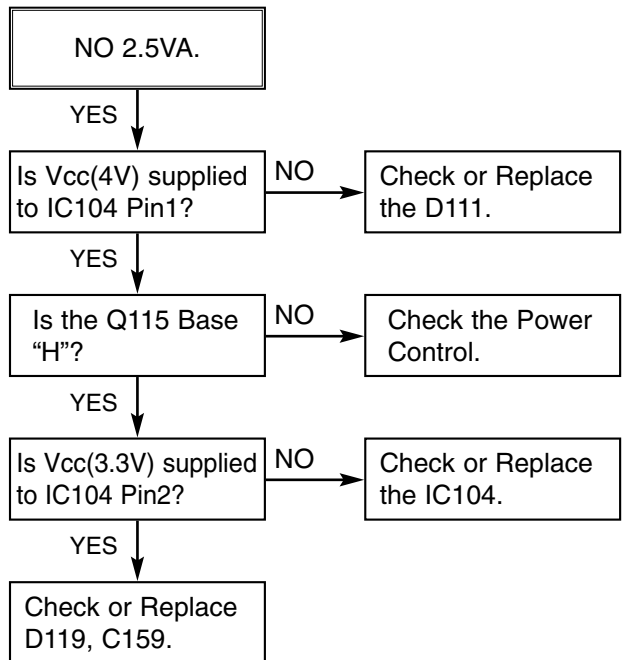 NO 2.5VA.
YES
Is Vcc(4V) supplied
to IC104 Pin1?
NO
Check or Replace
the D111.
YES
Is the Q115 Base
“H”?
NO
Check the Power
Control.
YES
Is Vcc(3.3V) supplied
to IC104 Pin2?
NO
Check or Replace
the IC104.
YES
Check or Replace
D119, C159.